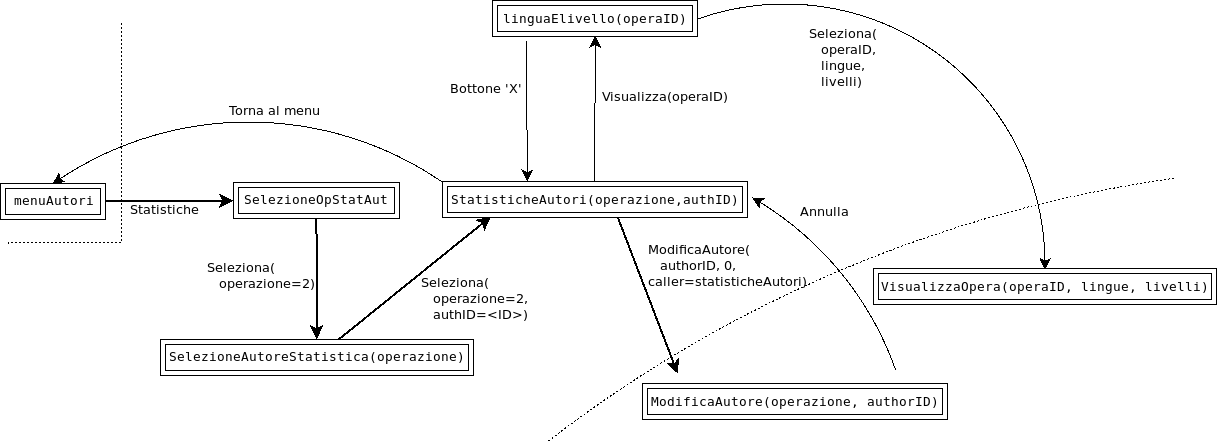 linguaElivello(operaID)
Seleziona(
operaID,
lingue,
livelli)
Bottone 'X'
Visualizza(operaID)
Torna al menu
menuAutori
Statistiche
SelezioneOpStatAut
StatisticheAutori(operazione,authID)
Annulla
Seleziona(
operazione=2)
Seleziona(
operazione=2,
authID=<ID>)
ModificaAutore(
authorID, 0,
caller=statisticheAutori)
VisualizzaOpera(operaID, lingue, livelli)
SelezioneAutoreStatistica(operazione)
ModificaAutore(operazione, authorID)